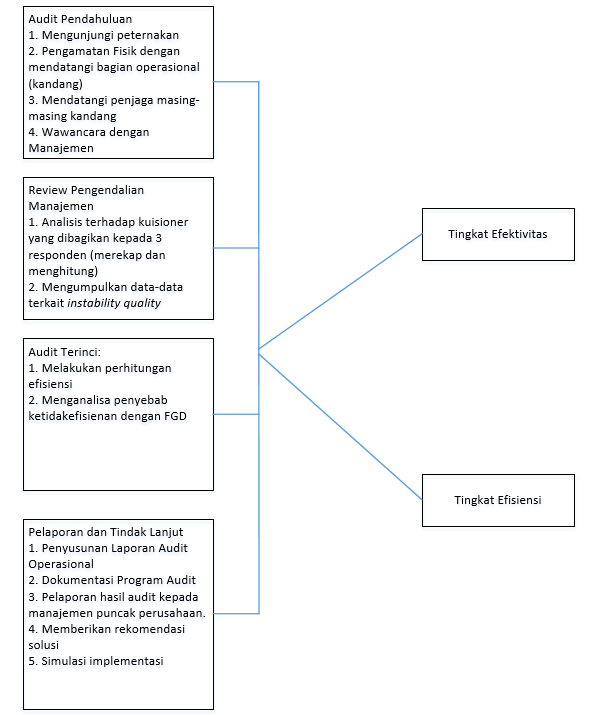 Audit Pendahuluan
1. Mengunjungi peternakan
2. Pengamatan Fisik dengan
mendatangi bagian operasional
(kandang)
3. Mendatangi penjaga masing-
masing kandang
4. Wawancara dengan
Manajemen
Review Pengendalian
Manajemen
1. Analisis terhadap kuisioner
yang dibagikan kepada 3
responden (merekap dan
menghitung)
2. Mengumpulkan data-data
terkait instability quality
Audit Terinci:
1. Melakukan perhitungan
efisiensi
2. Menganalisa penyebab
ketidakefisienan dengan FGD
Pelaporan dan Tindak Lanjut
1. Penyusunan Laporan Audit
Operasional
2. Dokumentasi Program Audit
3. Pelaporan hasil audit kepada
manajemen puncak perusahaan.
4. Memberikan rekomendasi
solusi
5. Simulasi implementasi
Tingkat Efektivitas
Tingkat Efisiensi